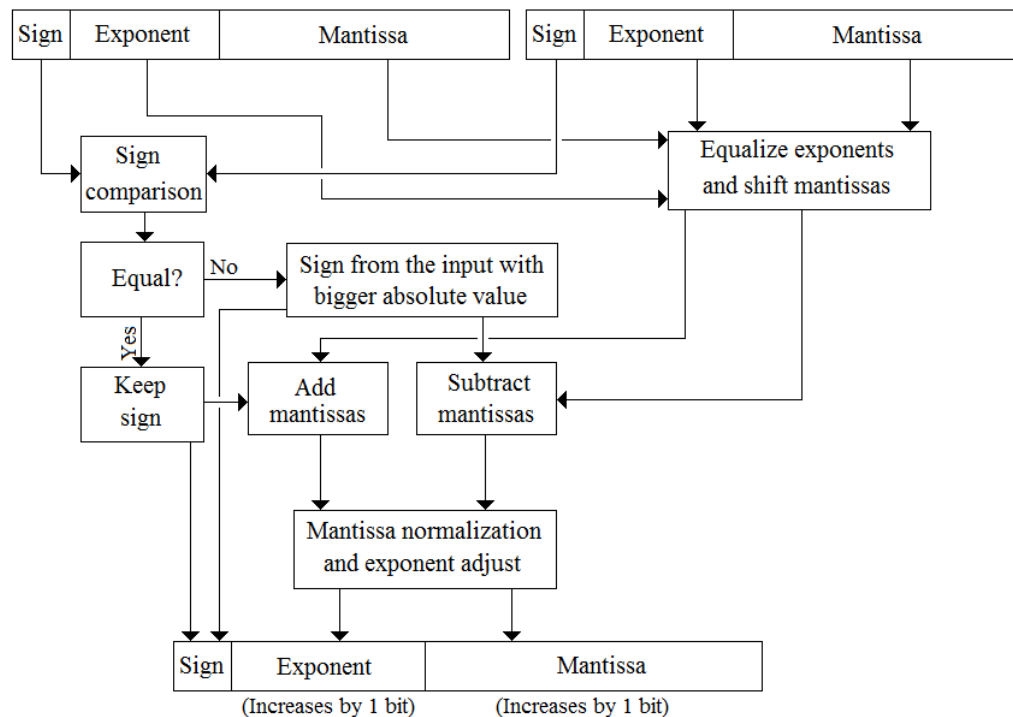 Sign Exponent Mantissa Sign Exponent Mantissa
Sign
comparison
Equalize exponents
and shift mantissas
Equal?
No
Sign from the input with
bigger absolute value
Yes
Keep
sign
Add
mantissas
Subtract
mantissas
Mantissa normalization
and exponent adjust
Sign Exponent Mantissa
(Increases by 1 bit) (Increases by 1 bit)